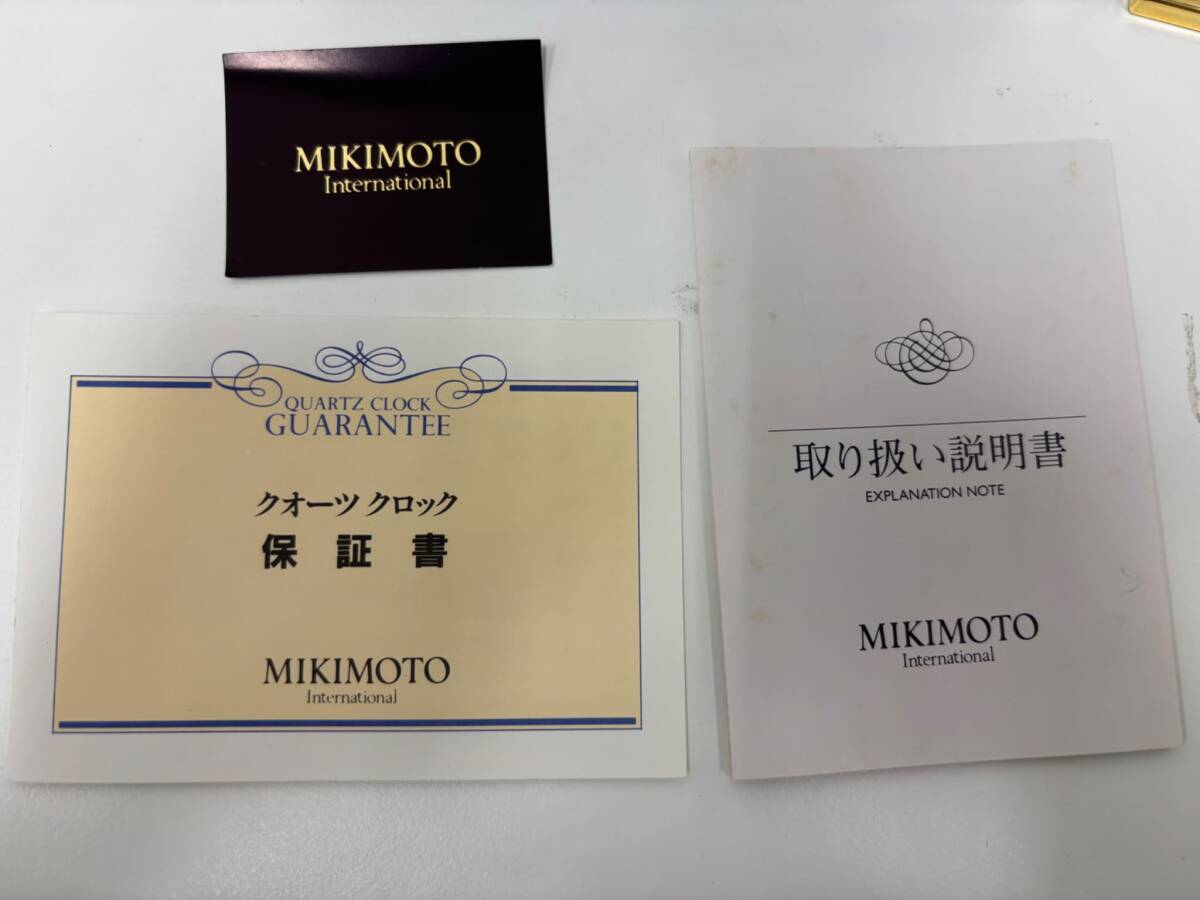 MIKIMOTO
International
QUARTZ CLOCK
GUARANTEE
クオーツ クロック
保証書
MIKIMOTO
International
取り扱い説明書
EXPLANATION NOTE
MIKIMOTO
International